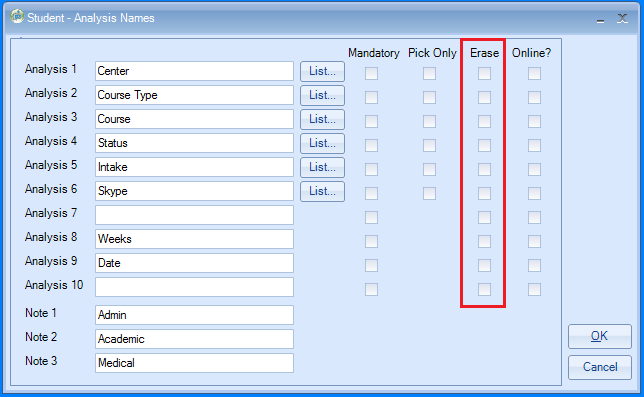 Student - Analysis Names
Mandatory Pick Only Erase Online?
Analysis 1 Center List...
Analysis 2 Course Type List...
Analysis 3 Course List...
Analysis 4 Status List...
Analysis 5 Intake List...
Analysis 6 Skype List...
Analysis 7
Analysis 8 Weeks
Analysis 9 Date
Analysis 10
Note 1 Admin
Note 2 Academic
Note 3 Medical
OK
Cancel